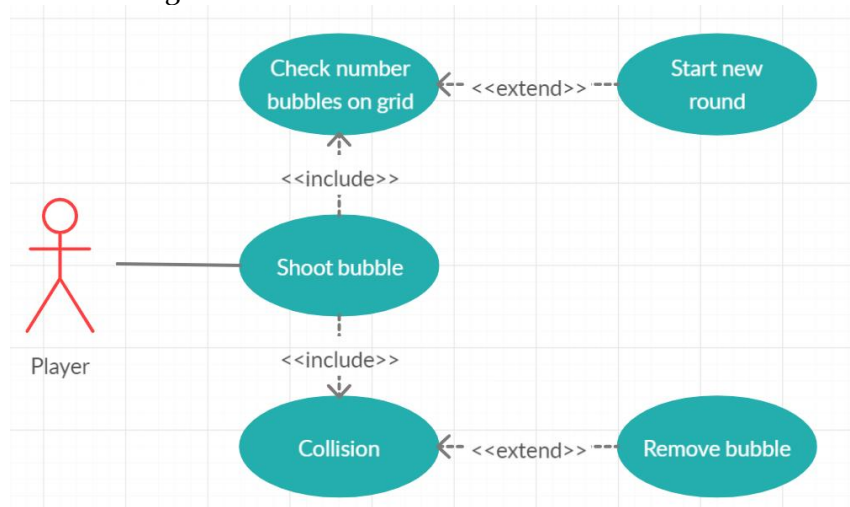 Check number
bubbles on grid
<<extend>>
Start new
round
<<include>>
Shoot bubble
Player
<<include>>
Collision
<<extend>>
Remove bubble